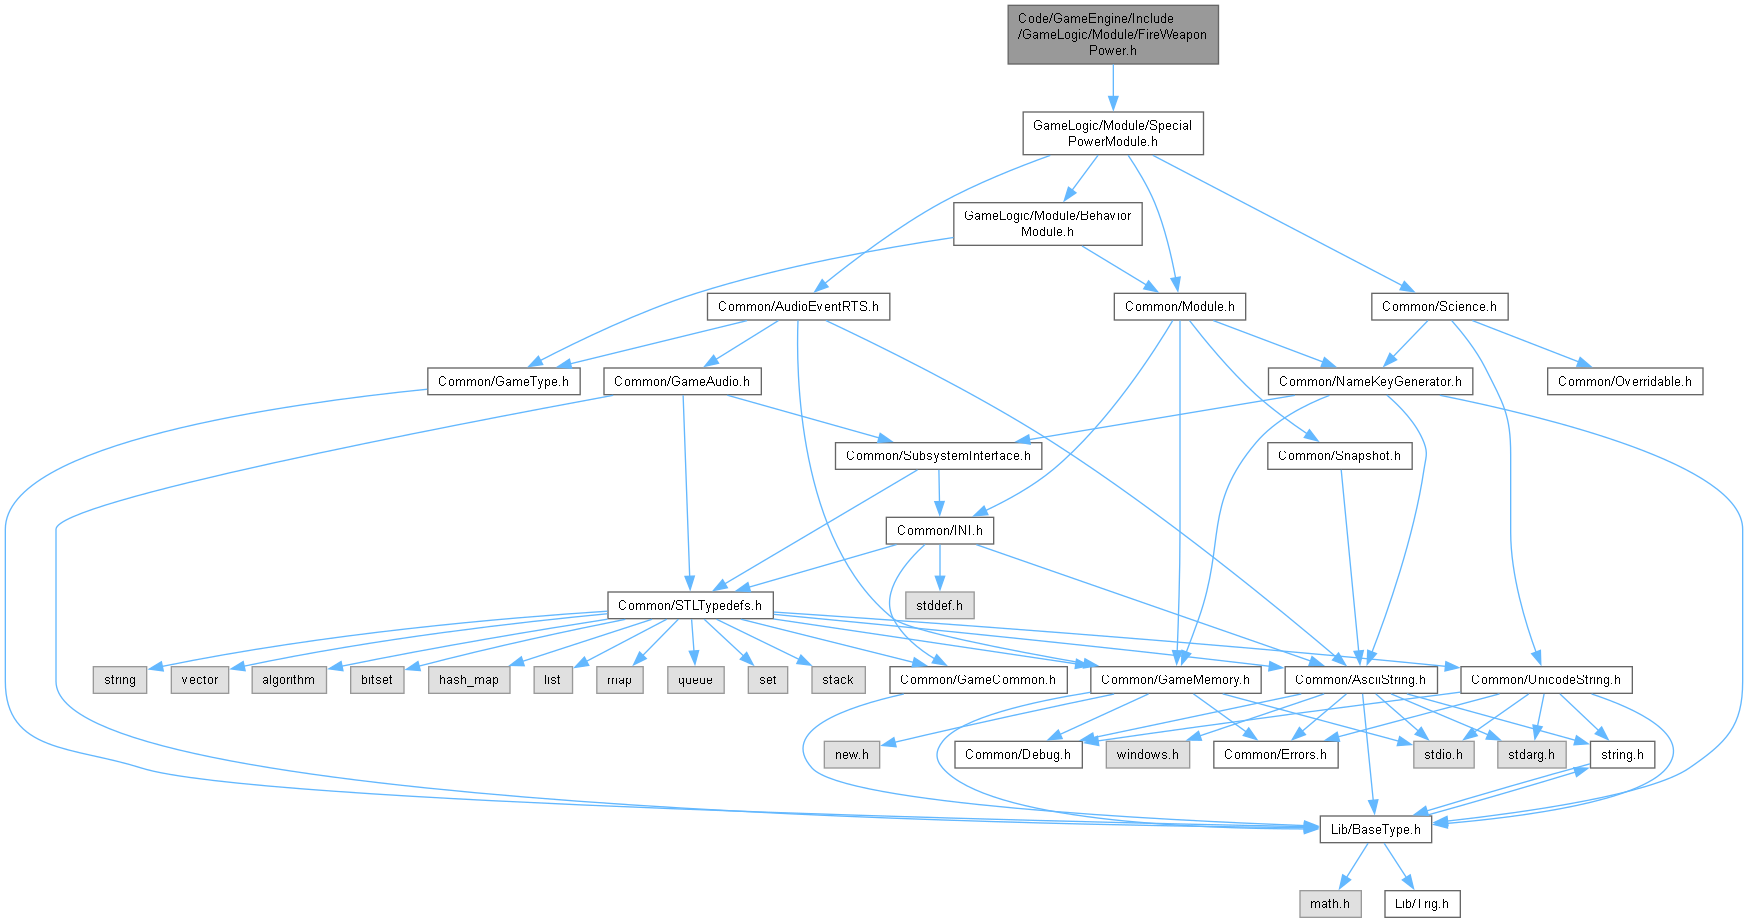 Code/GameEngine/Include
/GameLogic/Module/FireWeapon
Power.h
GameLogic/Module/Special
PowerModule.h
GameLogic/Module/Behavior
Module.h
Common/AudioEventRTS.h
Common/Module.h
Common/Science.h
Common/GameType.h
Common/GameAudio.h
Common/NameKeyGenerator.h
Common/Overridable.h
Common/SubsystemInterface.h
Common/Snapshot.h
Common/INI.h
Common/STLTypedefs.h
stddef.h
string
vector
algorithm
bitset
hash_map
list
map
queue
set
stack
Common/GameCommon.h
Common/GameMemory.h
Common/AsciiString.h
Common/UnicodeString.h
new.h
Common/Debug.h
windows.h
Common/Errors.h
stdio.h
stdarg.h
string.h
Lib/BaseType.h
math.h
Lib/Trig.h